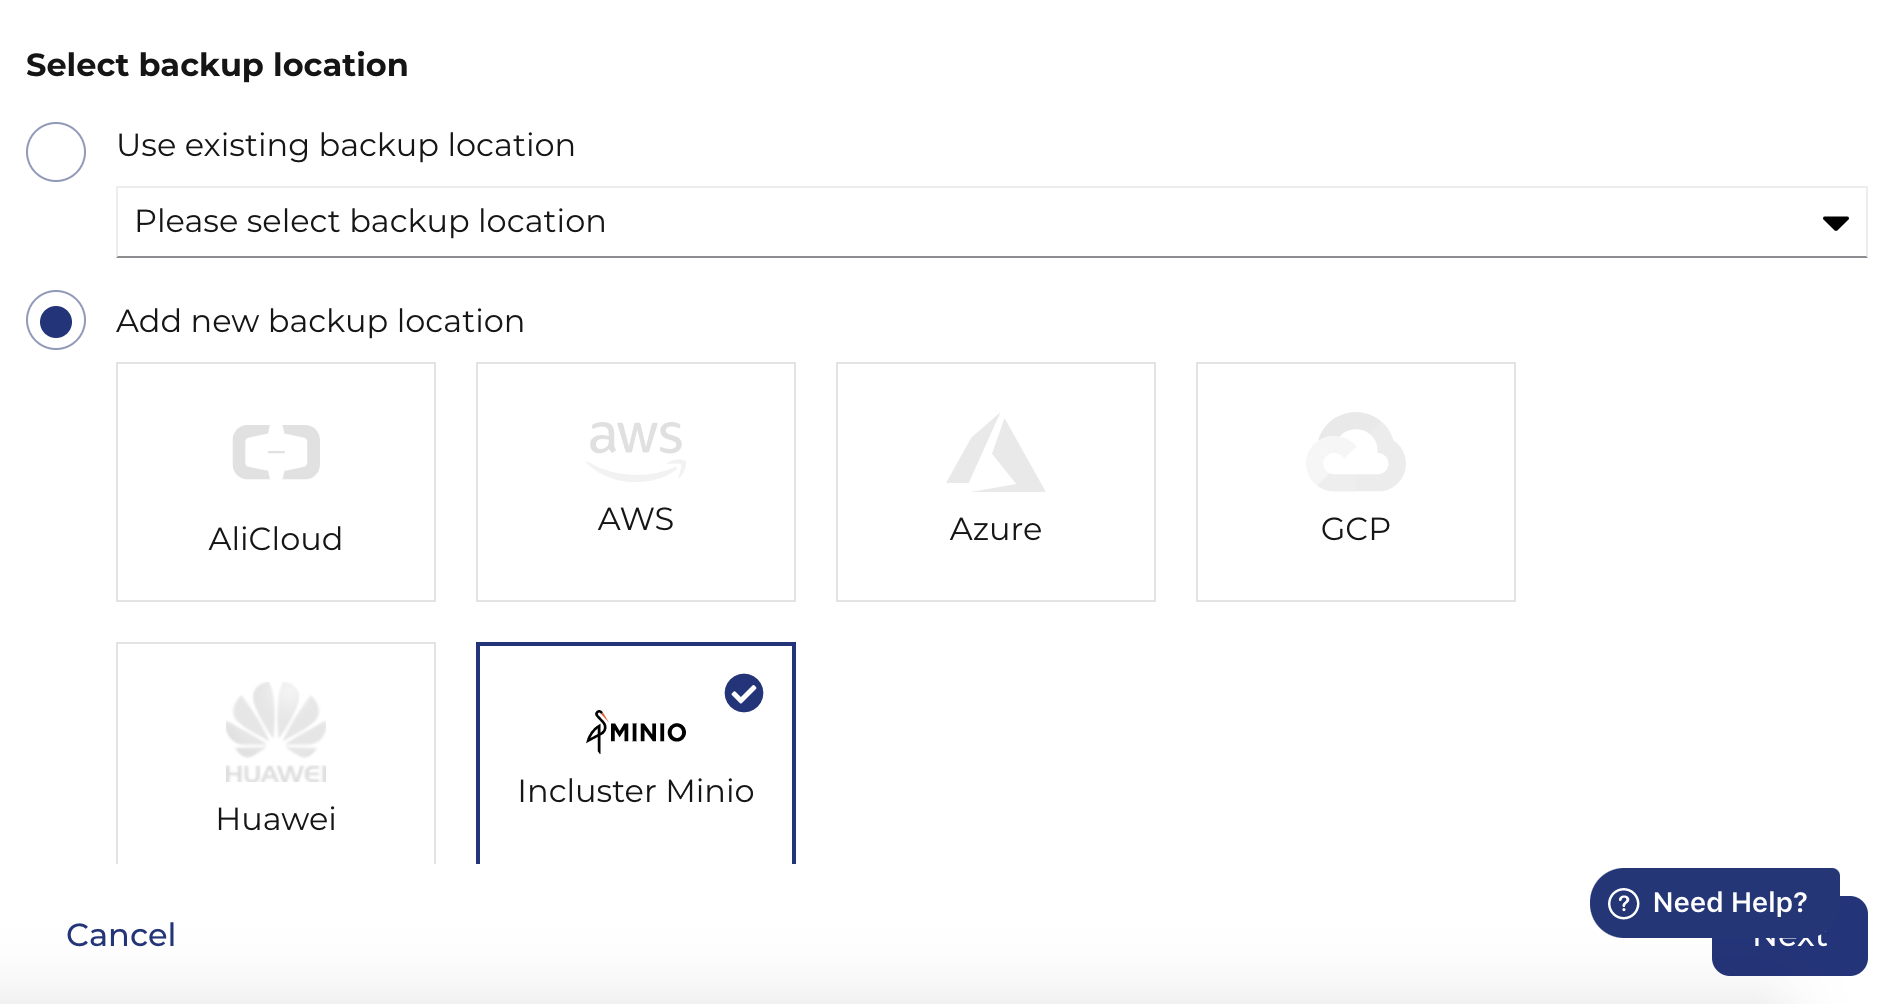 Select backup location
Use existing backup location
Please select backup location
Add new backup location
AliCloud
aws
AWS
Azure
GCP
HUAWEI
Huawei
MINIO
Incluster Minio
Cancel
Need Help?
Next